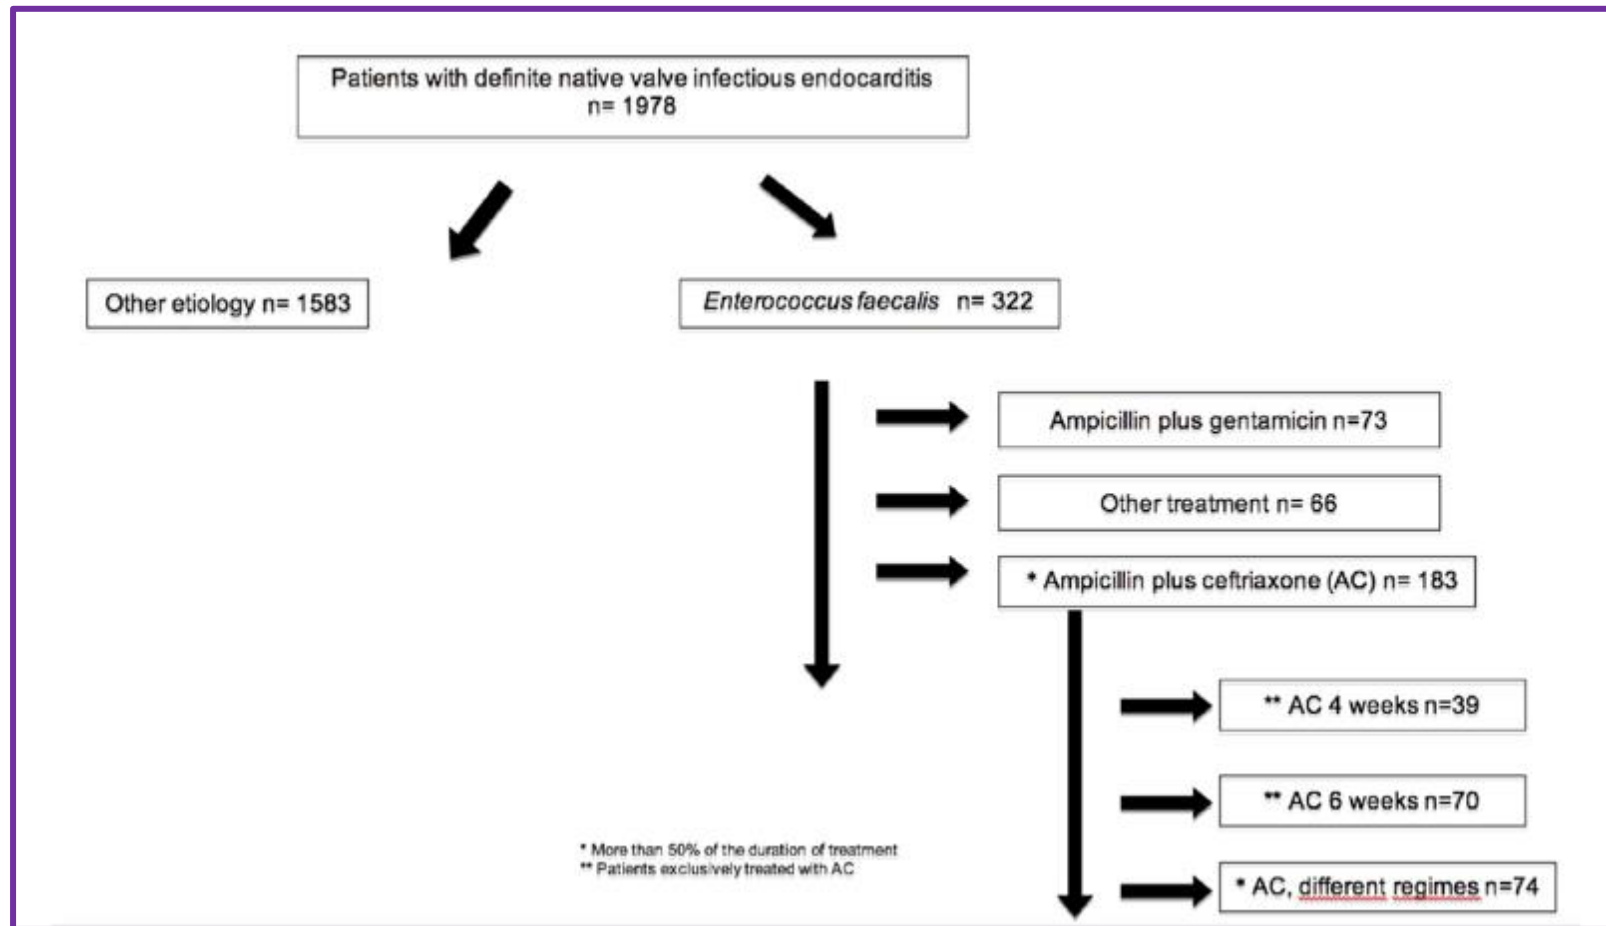 Patients with definite native valve infectious endocarditis
n= 1978
Other etiology n= 1583
Enterococcus faecalis n= 322
Ampicillin plus gentamicin n=73
Other treatment n= 66
* Ampicillin plus ceftriaxone (AC) n= 183
** AC 4 weeks n=39
** AC 6 weeks n=70
* AC, different regimes n=74
* More than 50% of the duration of treatment
** Patients exclusively treated with AC